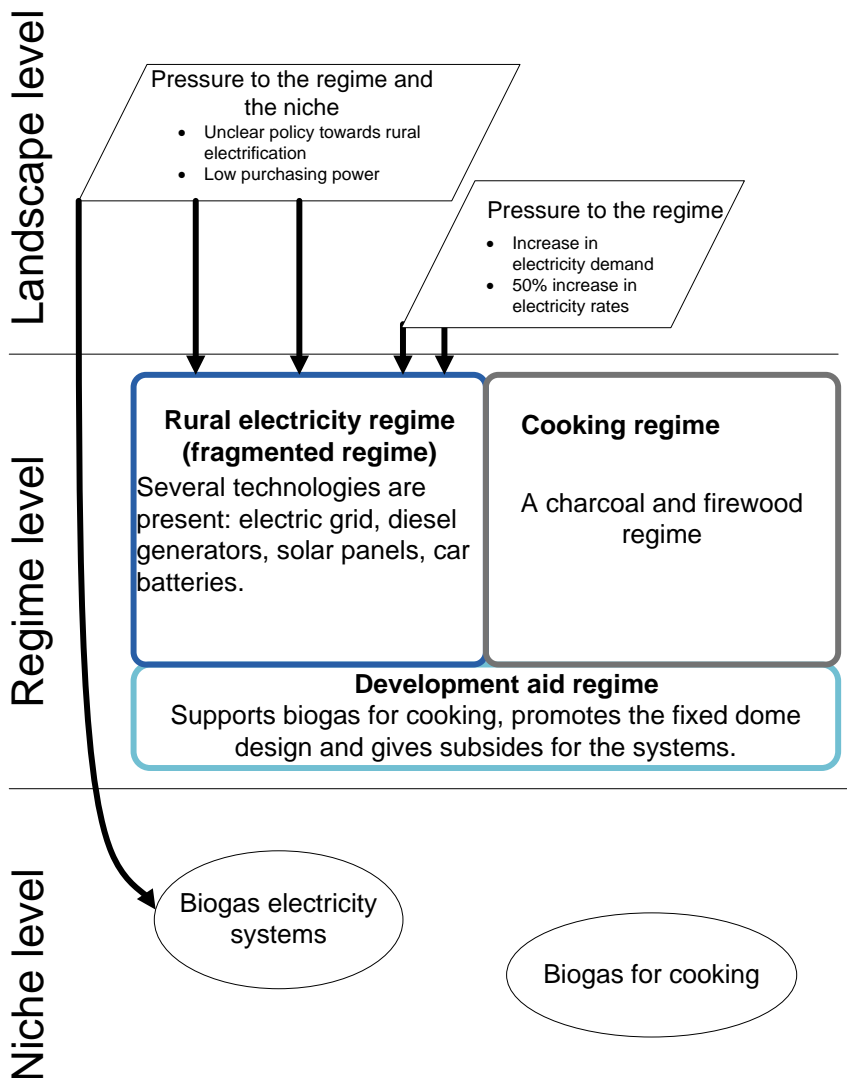 Landscape level
Pressure to the regime and
the niche
• Unclear policy towards rural
electrification
• Low purchasing power
Pressure to the regime
• Increase in
electricity demand
• 50% increase in
electricity rates
Regime level
Rural electricity regime
(fragmented regime)
Several technologies are
present: electric grid, diesel
generators, solar panels, car
batteries.
Cooking regime
A charcoal and firewood
regime
Development aid regime
Supports biogas for cooking, promotes the fixed dome
design and gives subsides for the systems.
Niche level
Biogas electricity
systems
Biogas for cooking